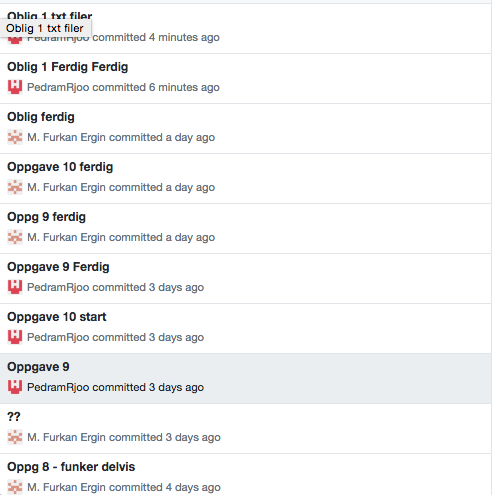 Oblig 1 txt filer
Oblig 1 txt filer
PedramRjoo committed 4 minutes ago
Oblig 1 Ferdig Ferdig
PedramRjoo committed 6 minutes ago
Oblig ferdig
M. Furkan Ergin committed a day ago
Oppgave 10 ferdig
M. Furkan Ergin committed a day ago
Oppg 9 ferdig
M. Furkan Ergin committed a day ago
Oppgave 9 Ferdig
PedramRjoo committed 3 days ago
Oppgave 10 start
PedramRjoo committed 3 days ago
Oppgave 9
PedramRjoo committed 3 days ago
??
M. Furkan Ergin committed 3 days ago
Oppg 8 - funker delvis
M. Furkan Ergin committed 4 days ago